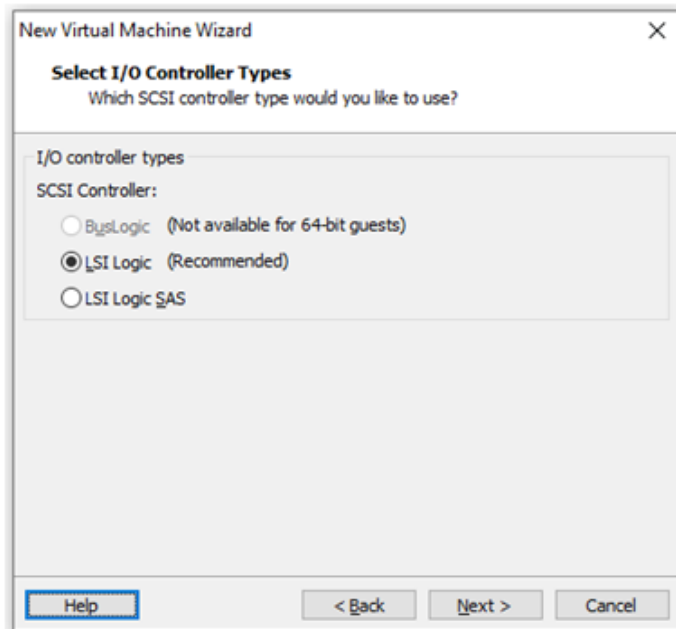 New Virtual Machine Wizard
Select I/O Controller Types
Which SCSI controller type would you like to use?
I/O controller types
SCSI Controller:
BusLogic (Not available for 64-bit guests)
LSI Logic (Recommended)
LSI Logic SAS
Help < Back Next > Cancel